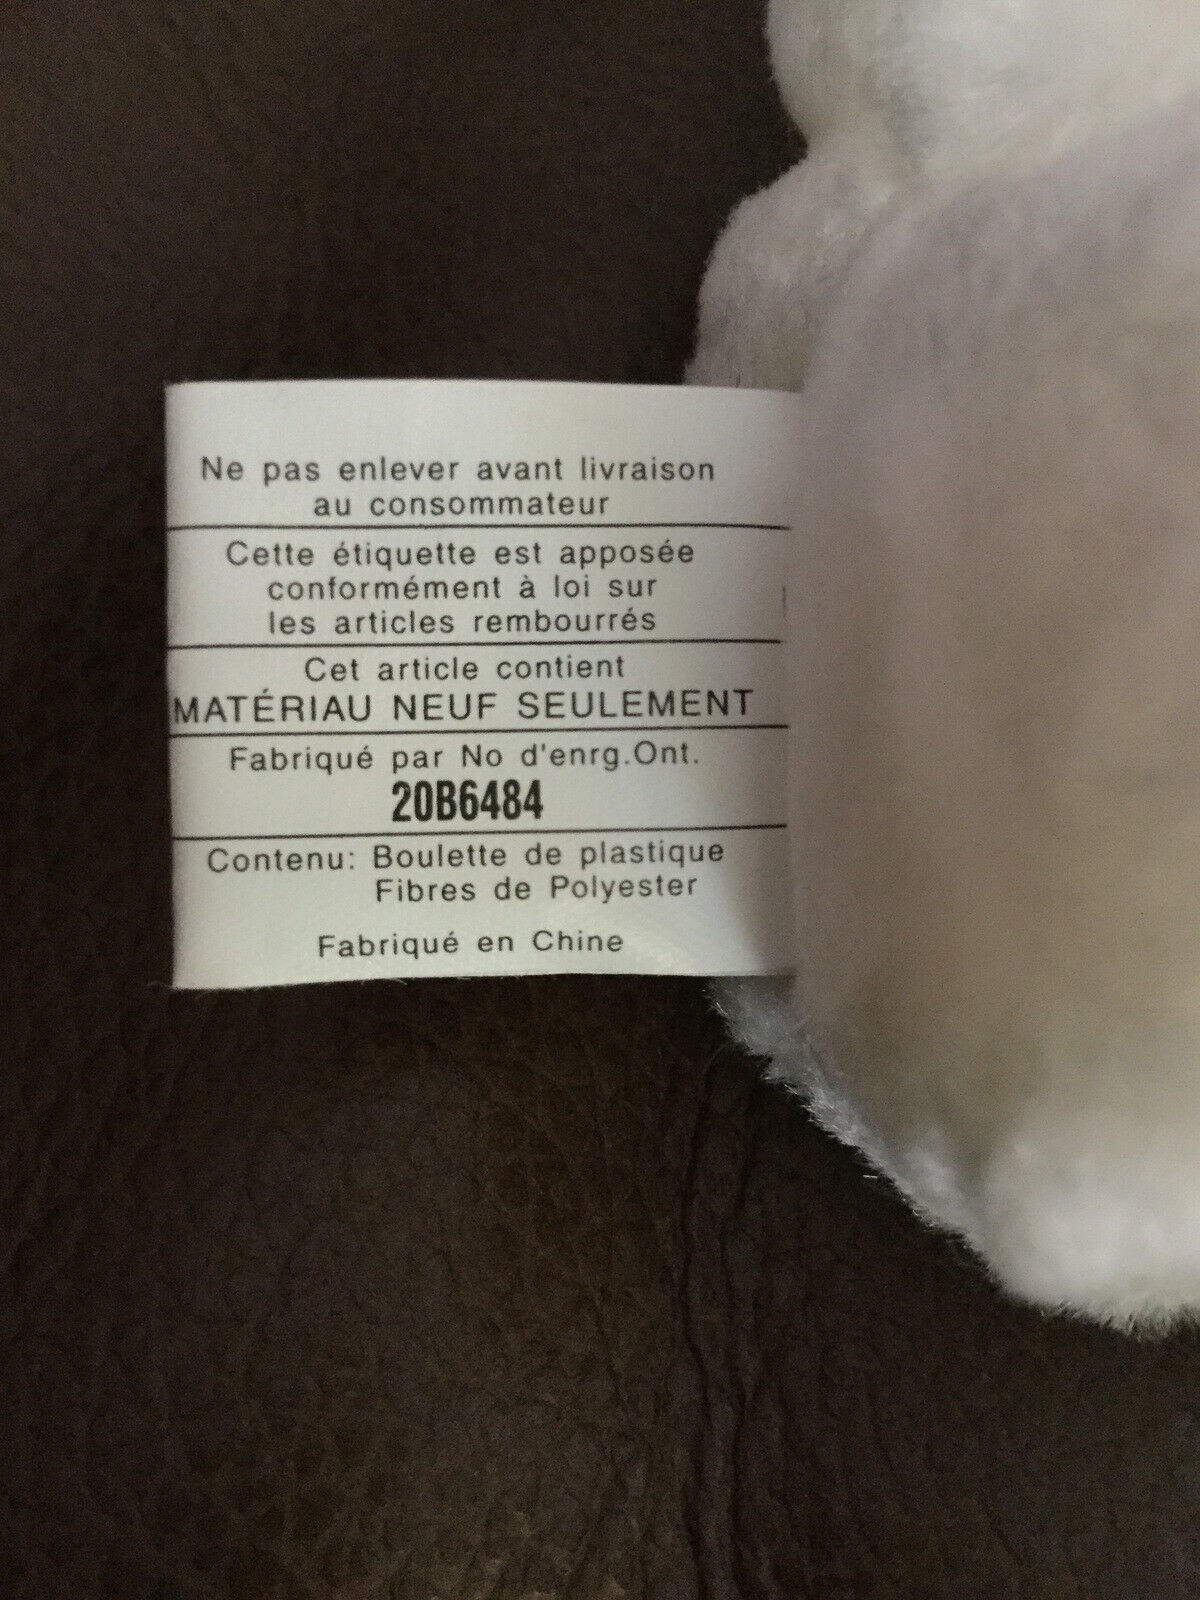 Ne pas enlever avant livraison
au consommateur
Cette étiquette est apposée
conformément à loi sur
les articles rembourrés
Cet article contient
MATÉRIAU NEUF SEULEMENT
Fabriqué par No d'enrg.Ont.
20B6484
Contenu: Boulette de plastique
Fibres de Polyester
Fabriqué en Chine